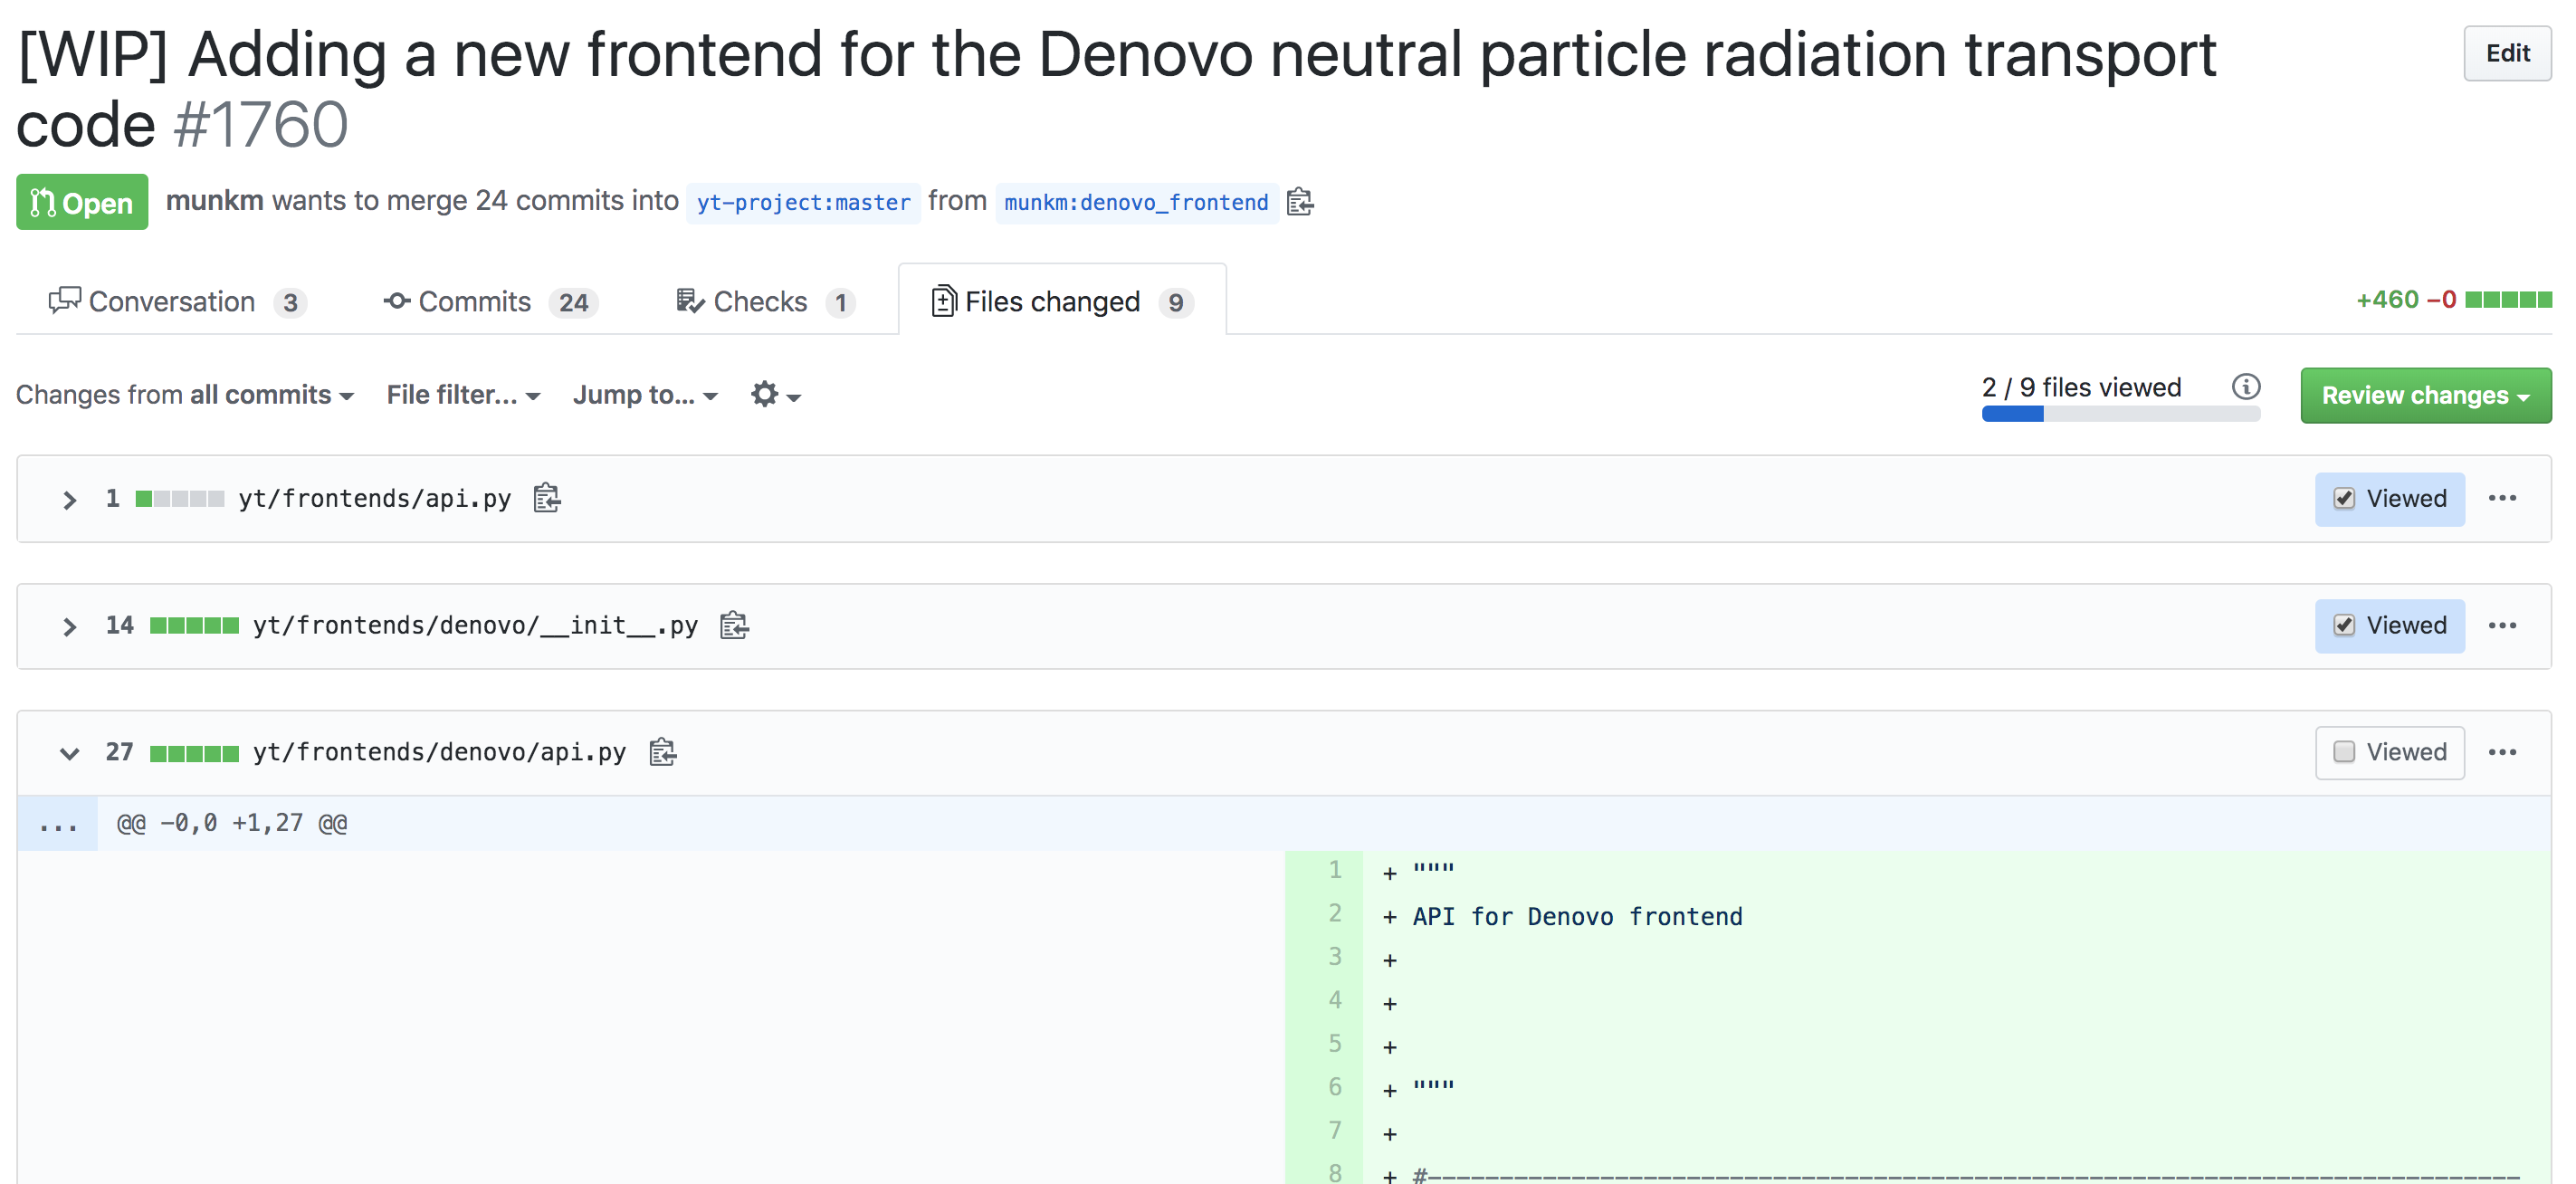 [WIP] Adding a new frontend for the Denovo neutral particle radiation transport
code #1760
Edit
Open munkm wants to merge 24 commits into yt-project:master from munkm:denovo_frontend
Conversation 3 Commits 24 Checks 1 Files changed 9 +460 −0
Changes from all commits File filter... Jump to... 2 / 9 files viewed Review changes
1 yt/frontends/api.py Viewed ...
14 yt/frontends/denovo/__init__.py Viewed ...
27 yt/frontends/denovo/api.py Viewed ...
... @@ -0,0 +1,27 @@
1 + """
2 + API for Denovo frontend
3 +
4 +
5 +
6 + """
7 +
8 + #-----------------------------------------------------------------------------